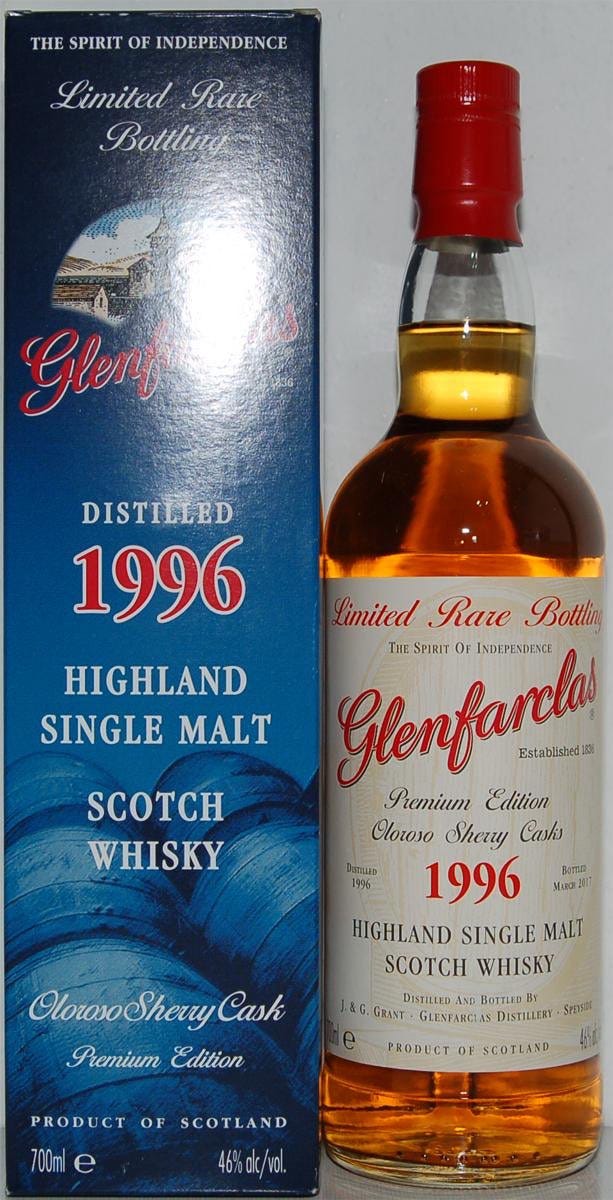 THE SPIRIT OF INDEPENDENCE
Limited Rare
Bottling
1836
DISTILLED
1996
HIGHLAND
SINGLE MALT
SCOTCH
WHISKY
Oloroso Sherry Cask
Premium Edition
PRODUCT OF SCOTLAND
700ml e 46% alc/vol.
Limited Rare Bottling
THE SPIRIT OF INDEPENDENCE
Glenfarclas®
Established 1836
Premium Edition
Oloroso Sherry Casks
DISTILLED
1996
1996
BOTTLED
MARCH 2017
HIGHLAND SINGLE MALT
SCOTCH WHISKY
DISTILLED AND BOTTLED BY
J. & G. GRANT · GLENFARCLAS DISTILLERY · SPEYSIDE
e 46%
PRODUCT OF SCOTLAND